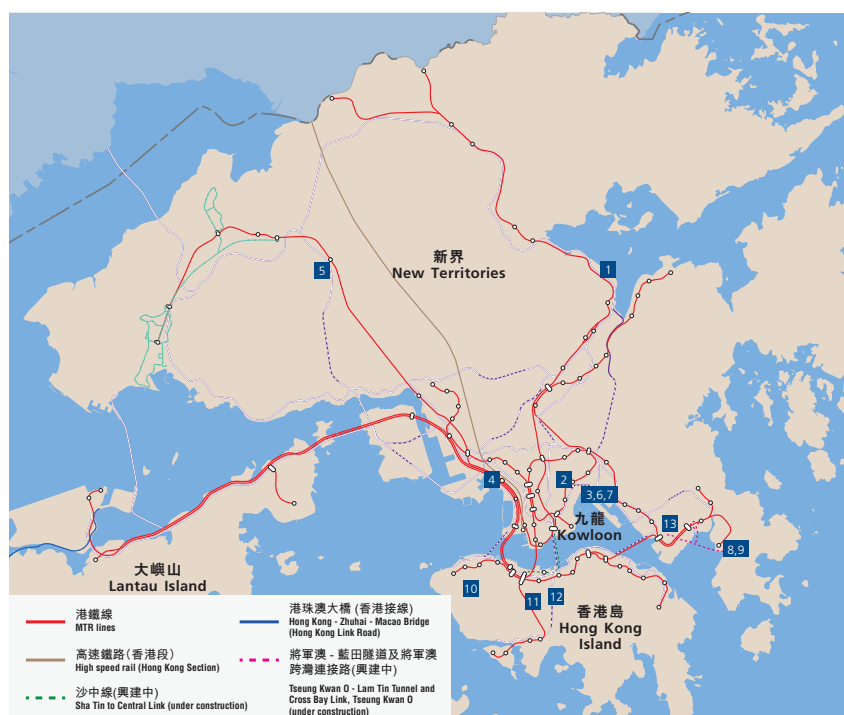 1
新界
New Territories
5
4
2
3,6,7
九龍
Kowloon
13
8,9
大嶼山
Lantau Island
10
11
12
香港島
Hong Kong
Island
港鐵線
MTR lines
高速鐵路(香港段)
High speed rail (Hong Kong Section)
沙中線(興建中)
Sha Tin to Central Link (under construction)
港珠澳大橋 (香港接線)
Hong Kong - Zhuhai - Macao Bridge
(Hong Kong Link Road)
將軍澳 - 藍田隧道及將軍澳
跨灣連接路(興建中)
Tseung Kwan O - Lam Tin Tunnel and
Cross Bay Link, Tseung Kwan O
(under construction)